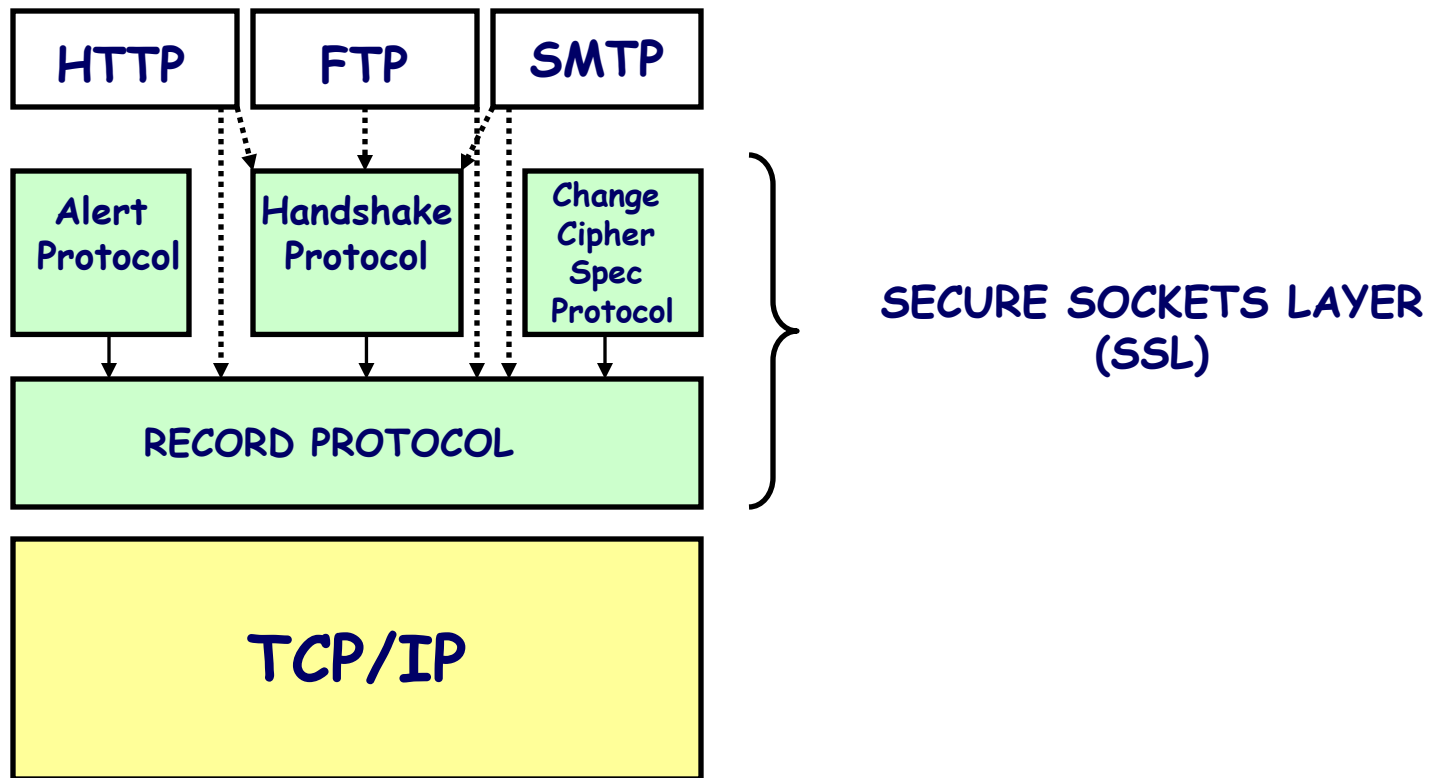 HTTP
FTP
SMTP
Alert
Protocol
Handshake
Protocol
Change
Cipher
Spec
Protocol
SECURE SOCKETS LAYER
(SSL)
RECORD PROTOCOL
TCP/IP